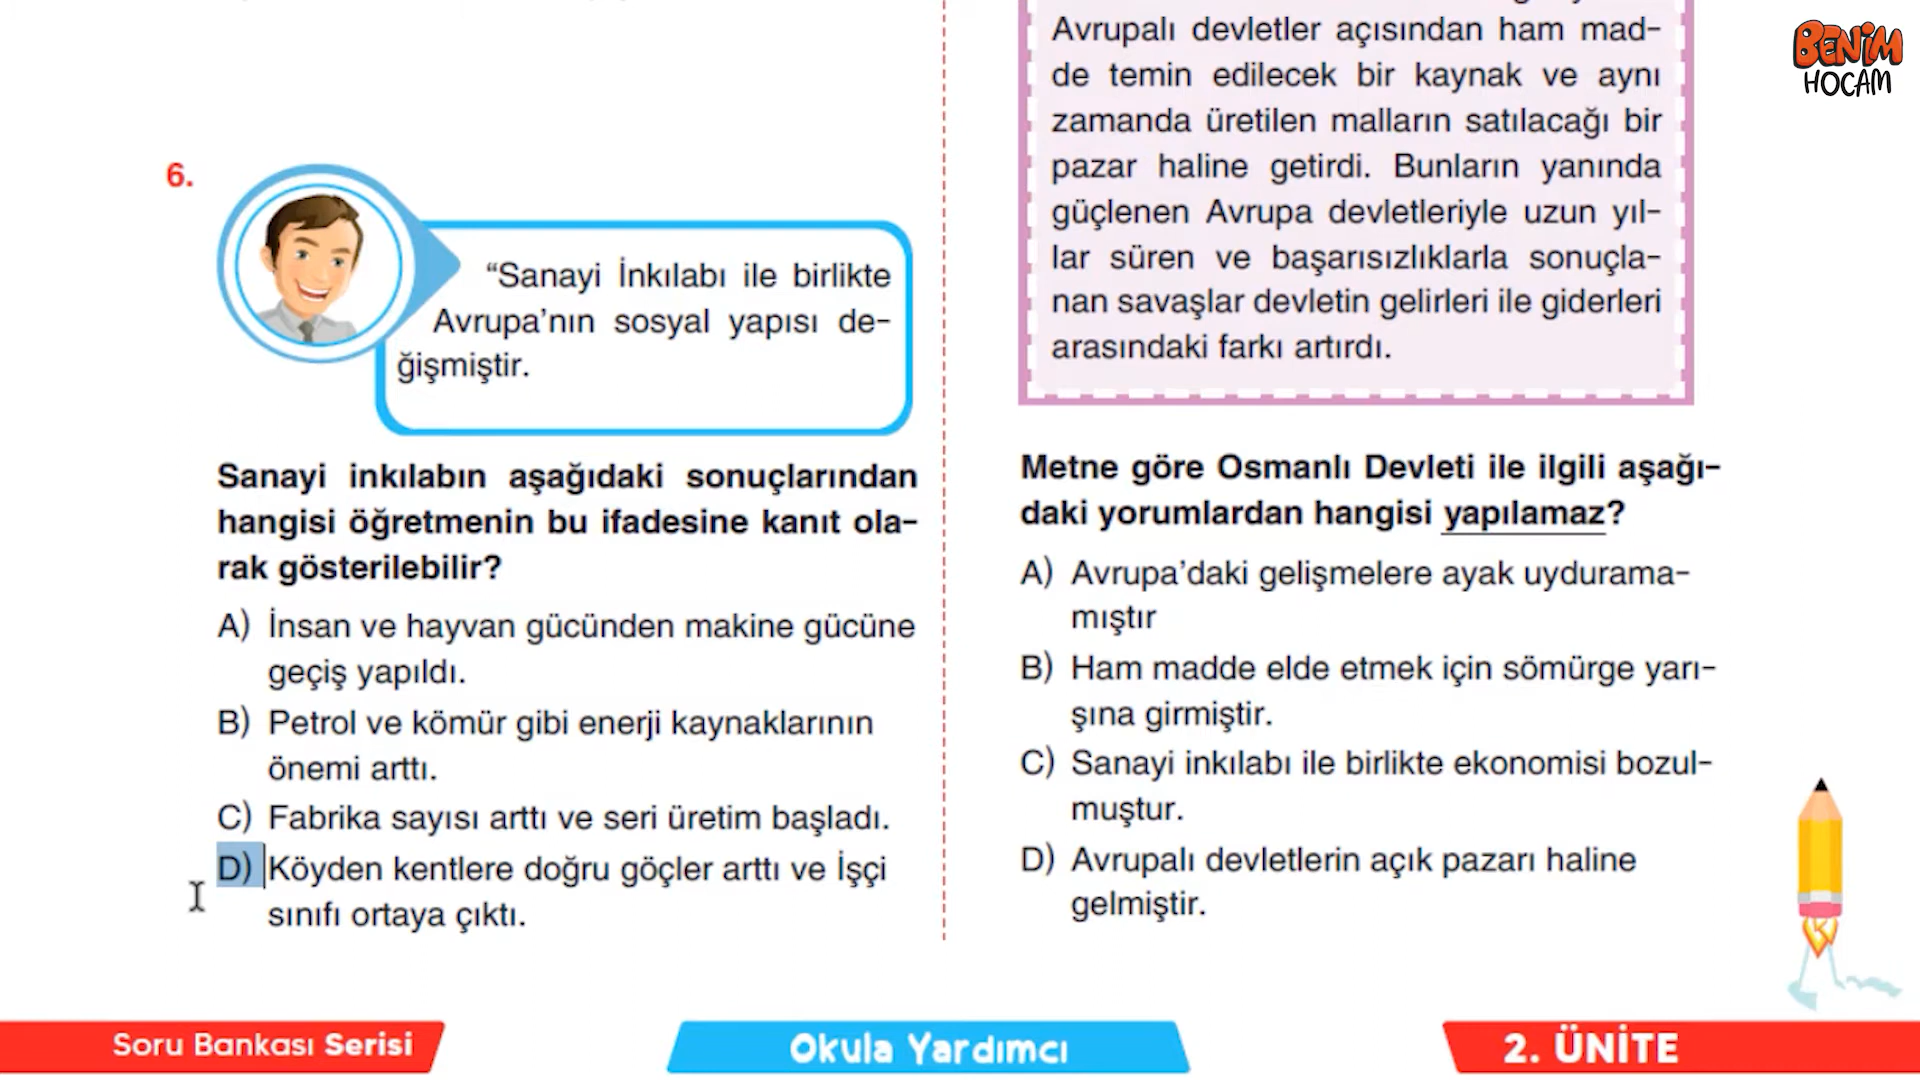 BENİM
HOCAM
6.
“Sanayi İnkılabı ile birlikte
Avrupa’nın sosyal yapısı de-
ğişmiştir.
Sanayi inkılabın aşağıdaki sonuçlarından
hangisi öğretmenin bu ifadesine kanıt ola-
rak gösterilebilir?
A) İnsan ve hayvan gücünden makine gücüne
geçiş yapıldı.
B) Petrol ve kömür gibi enerji kaynaklarının
önemi arttı.
C) Fabrika sayısı arttı ve seri üretim başladı.
D) Köyden kentlere doğru göçler arttı ve İşçi
sınıfı ortaya çıktı.
Avrupalı devletler açısından ham mad-
de temin edilecek bir kaynak ve aynı
zamanda üretilen malların satılacağı bir
pazar haline getirdi. Bunların yanında
güçlenen Avrupa devletleriyle uzun yıl-
lar süren ve başarısızlıklarla sonuçla-
nan savaşlar devletin gelirleri ile giderleri
arasındaki farkı artırdı.
Metne göre Osmanlı Devleti ile ilgili aşağı-
daki yorumlardan hangisi yapılamaz?
A) Avrupa’daki gelişmelere ayak uydurama-
mıştır
B) Ham madde elde etmek için sömürge yarı-
şına girmiştir.
C) Sanayi inkılabı ile birlikte ekonomisi bozul-
muştur.
D) Avrupalı devletlerin açık pazarı haline
gelmiştir.
Soru Bankası Serisi
Okula Yardımcı
2. ÜNİTE